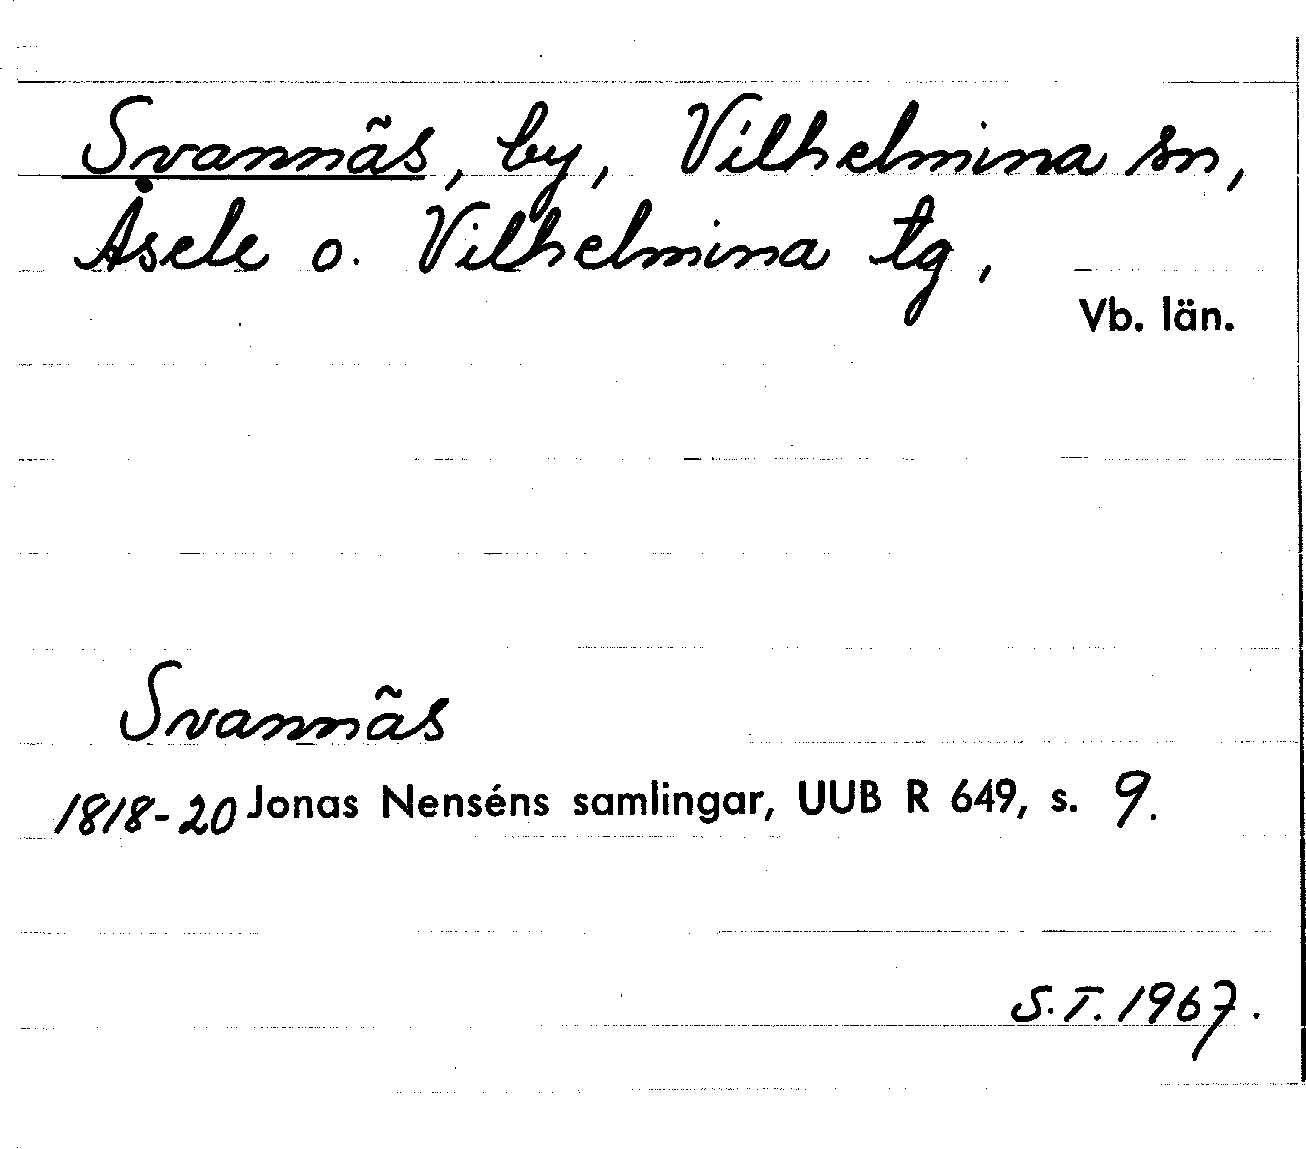 Svannäs, by, Vilhelmina sn,
Åsele o. Vilhelmina tg,
Vb. län.
Svannäs
1818-20 Jonas Nenséns samlingar, UUB R 649, s. 9.
S.T. 1967.